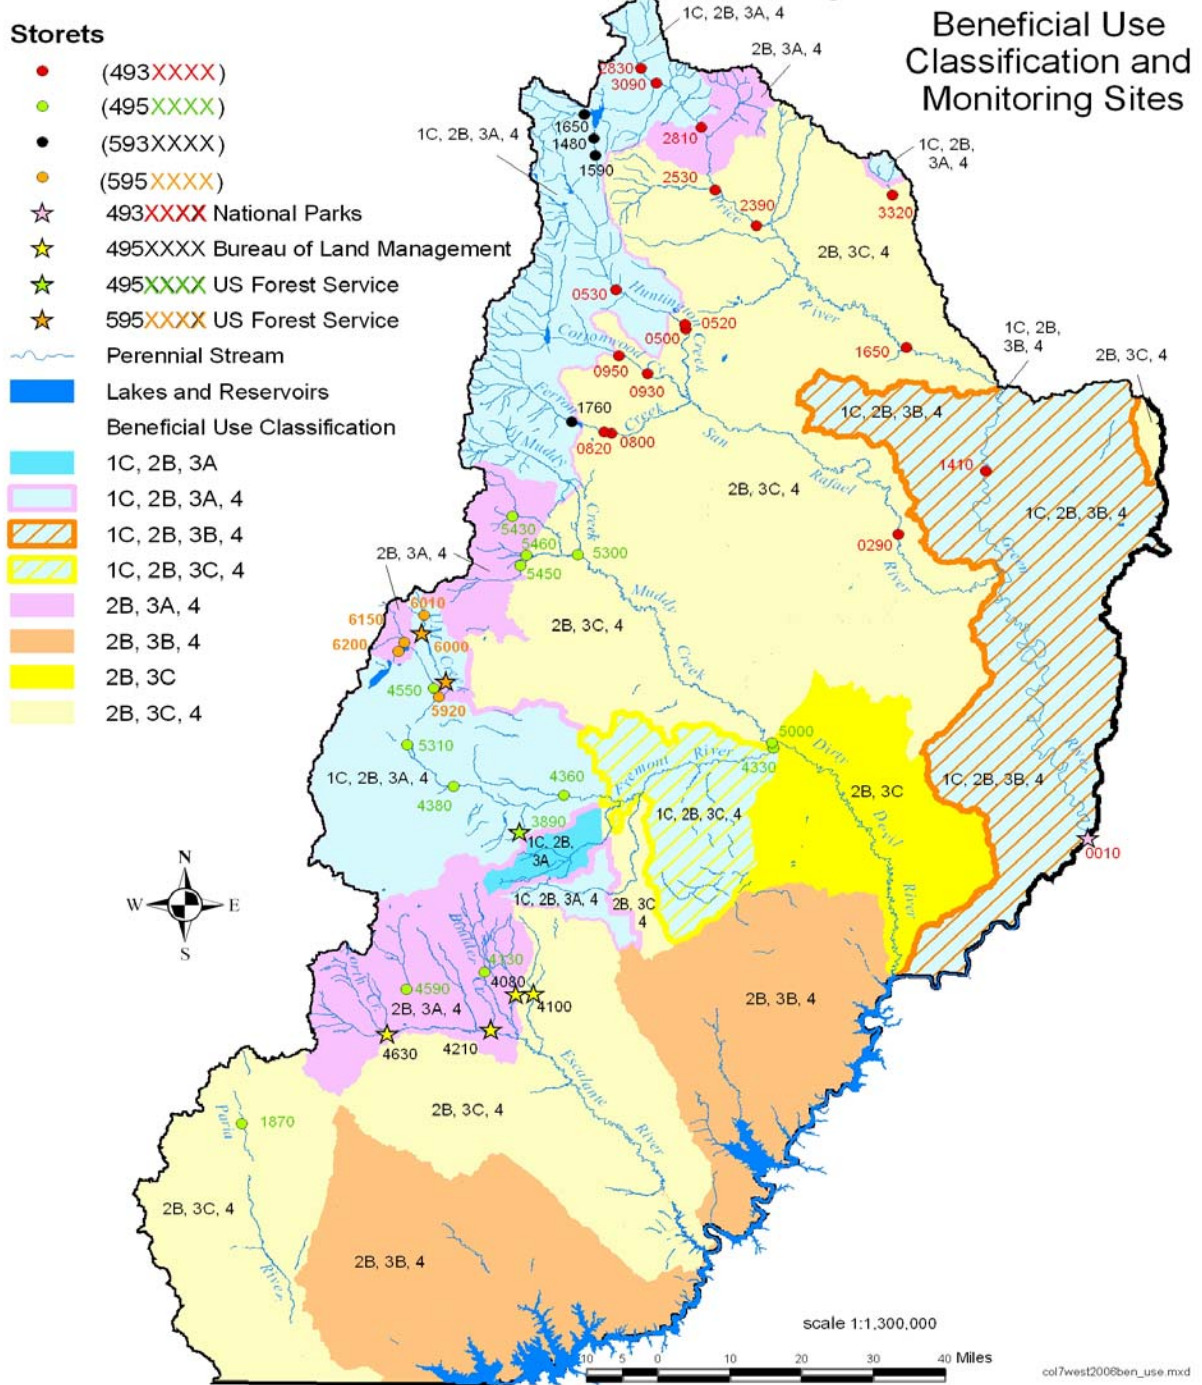 Beneficial Use
Classification and
Monitoring Sites
Storets
(493XXXX)
(495XXXX)
(593XXXX)
(595XXXX)
493XXXX National Parks
495XXXX Bureau of Land Management
495XXXX US Forest Service
595XXXX US Forest Service
Perennial Stream
Lakes and Reservoirs
Beneficial Use Classification
1C, 2B, 3A
1C, 2B, 3A, 4
1C, 2B, 3B, 4
1C, 2B, 3C, 4
2B, 3A, 4
2B, 3B, 4
2B, 3C
2B, 3C, 4
1C, 2B, 3A, 4
2B, 3A, 4
2830
3090
1650
1480
1590
1C, 2B, 3A, 4
2810
1C, 2B,
3A, 4
2530
3320
2390
Price
2B, 3C, 4
0530
Huntington
Creek
River
0520
0500
1C, 2B,
3B, 4
1650
2B, 3C, 4
Cottonwood
Cr
0950
0930
Ferron
Creek
1760
0820
0800
1C, 2B, 3B, 4
San
Rafael
River
Muddy
Creek
1410
2B, 3C, 4
1C, 2B, 3B, 4
5430
5460
5300
5450
0290
Green
2B, 3A, 4
Muddy
Creek
6010
6150
6200
6000
2B, 3C, 4
Creek
4550
5920
5000
4330
5310
Dirty
Devil
River
Fremont
River
River
1C, 2B, 3A, 4
4360
4380
2B, 3C
1C, 2B, 3B, 4
3890
1C, 2B, 3C, 4
1C, 2B,
3A
0010
N
W
E
S
1C, 2B, 3A, 4
2B, 3C
4
Boulder
4130
4080
4590
4100
2B, 3A, 4
2B, 3B, 4
4630
4210
Escalante
River
2B, 3C, 4
Paria
1870
2B, 3C, 4
River
2B, 3B, 4
scale 1:1,300,000
10 5 0 10 20 30 40 Miles
col7west2006ben_use.mxd